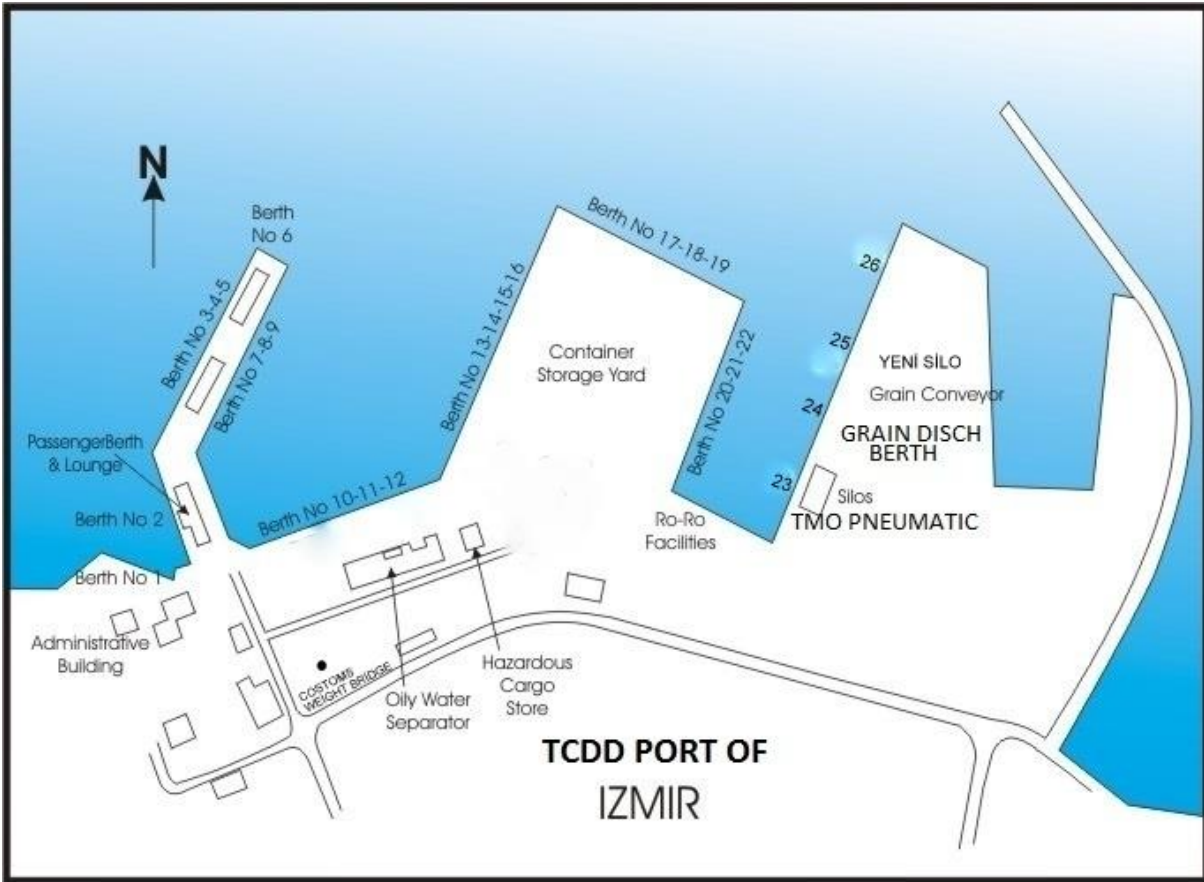 N
Berth
No 6
Berth No 3-4-5
Berth No 7-8-9
PassengerBerth
& Lounge
Berth No 2
Berth No 1
Administrative
Building
Berth No 10-11-12
Berth No 13-14-15-16
Berth No 17-18-19
Container
Storage Yard
Berth No 20-21-22
26
25
24
23
YENİ SİLO
Grain Conveyor
GRAIN DISCH
BERTH
Silos
TMO PNEUMATIC
Ro-Ro
Facilities
COSTOMS
WEIGHT BRIDGE
Oily Water
Separator
Hazardous
Cargo
Store
TCDD PORT OF
IZMIR